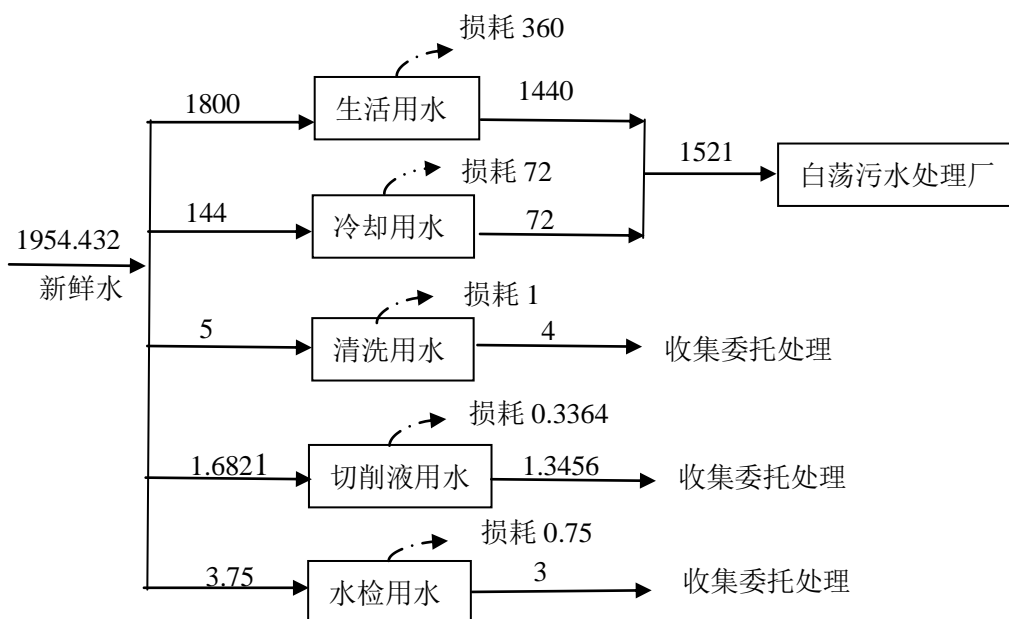 损耗 360
1800
生活用水
1440
1521
白荡污水处理厂
损耗 72
144
冷却用水
72
1954.432
新鲜水
损耗 1
5
清洗用水
4
收集委托处理
损耗 0.3364
1.6821
切削液用水
1.3456
收集委托处理
损耗 0.75
3.75
水检用水
3
收集委托处理